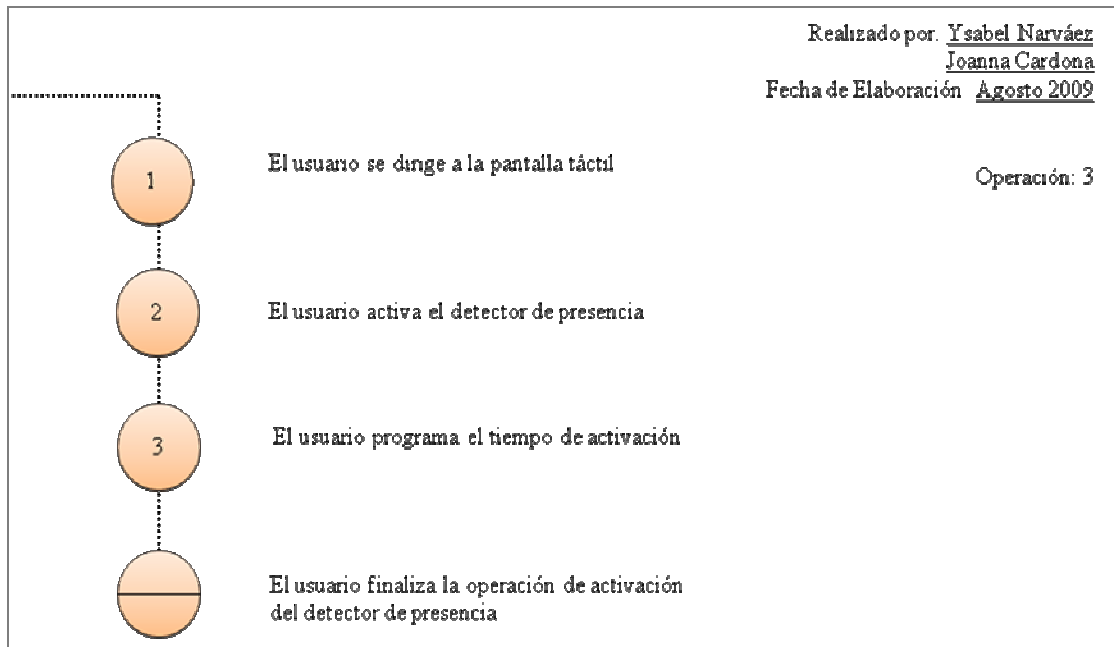 Realizado por. Ysabel Narváez
Joanna Cardona
Fecha de Elaboración Agosto 2009
1
El usuario se dirige a la pantalla táctil
Operación: 3
2
El usuario activa el detector de presencia
3
El usuario programa el tiempo de activación
El usuario finaliza la operación de activación
del detector de presencia